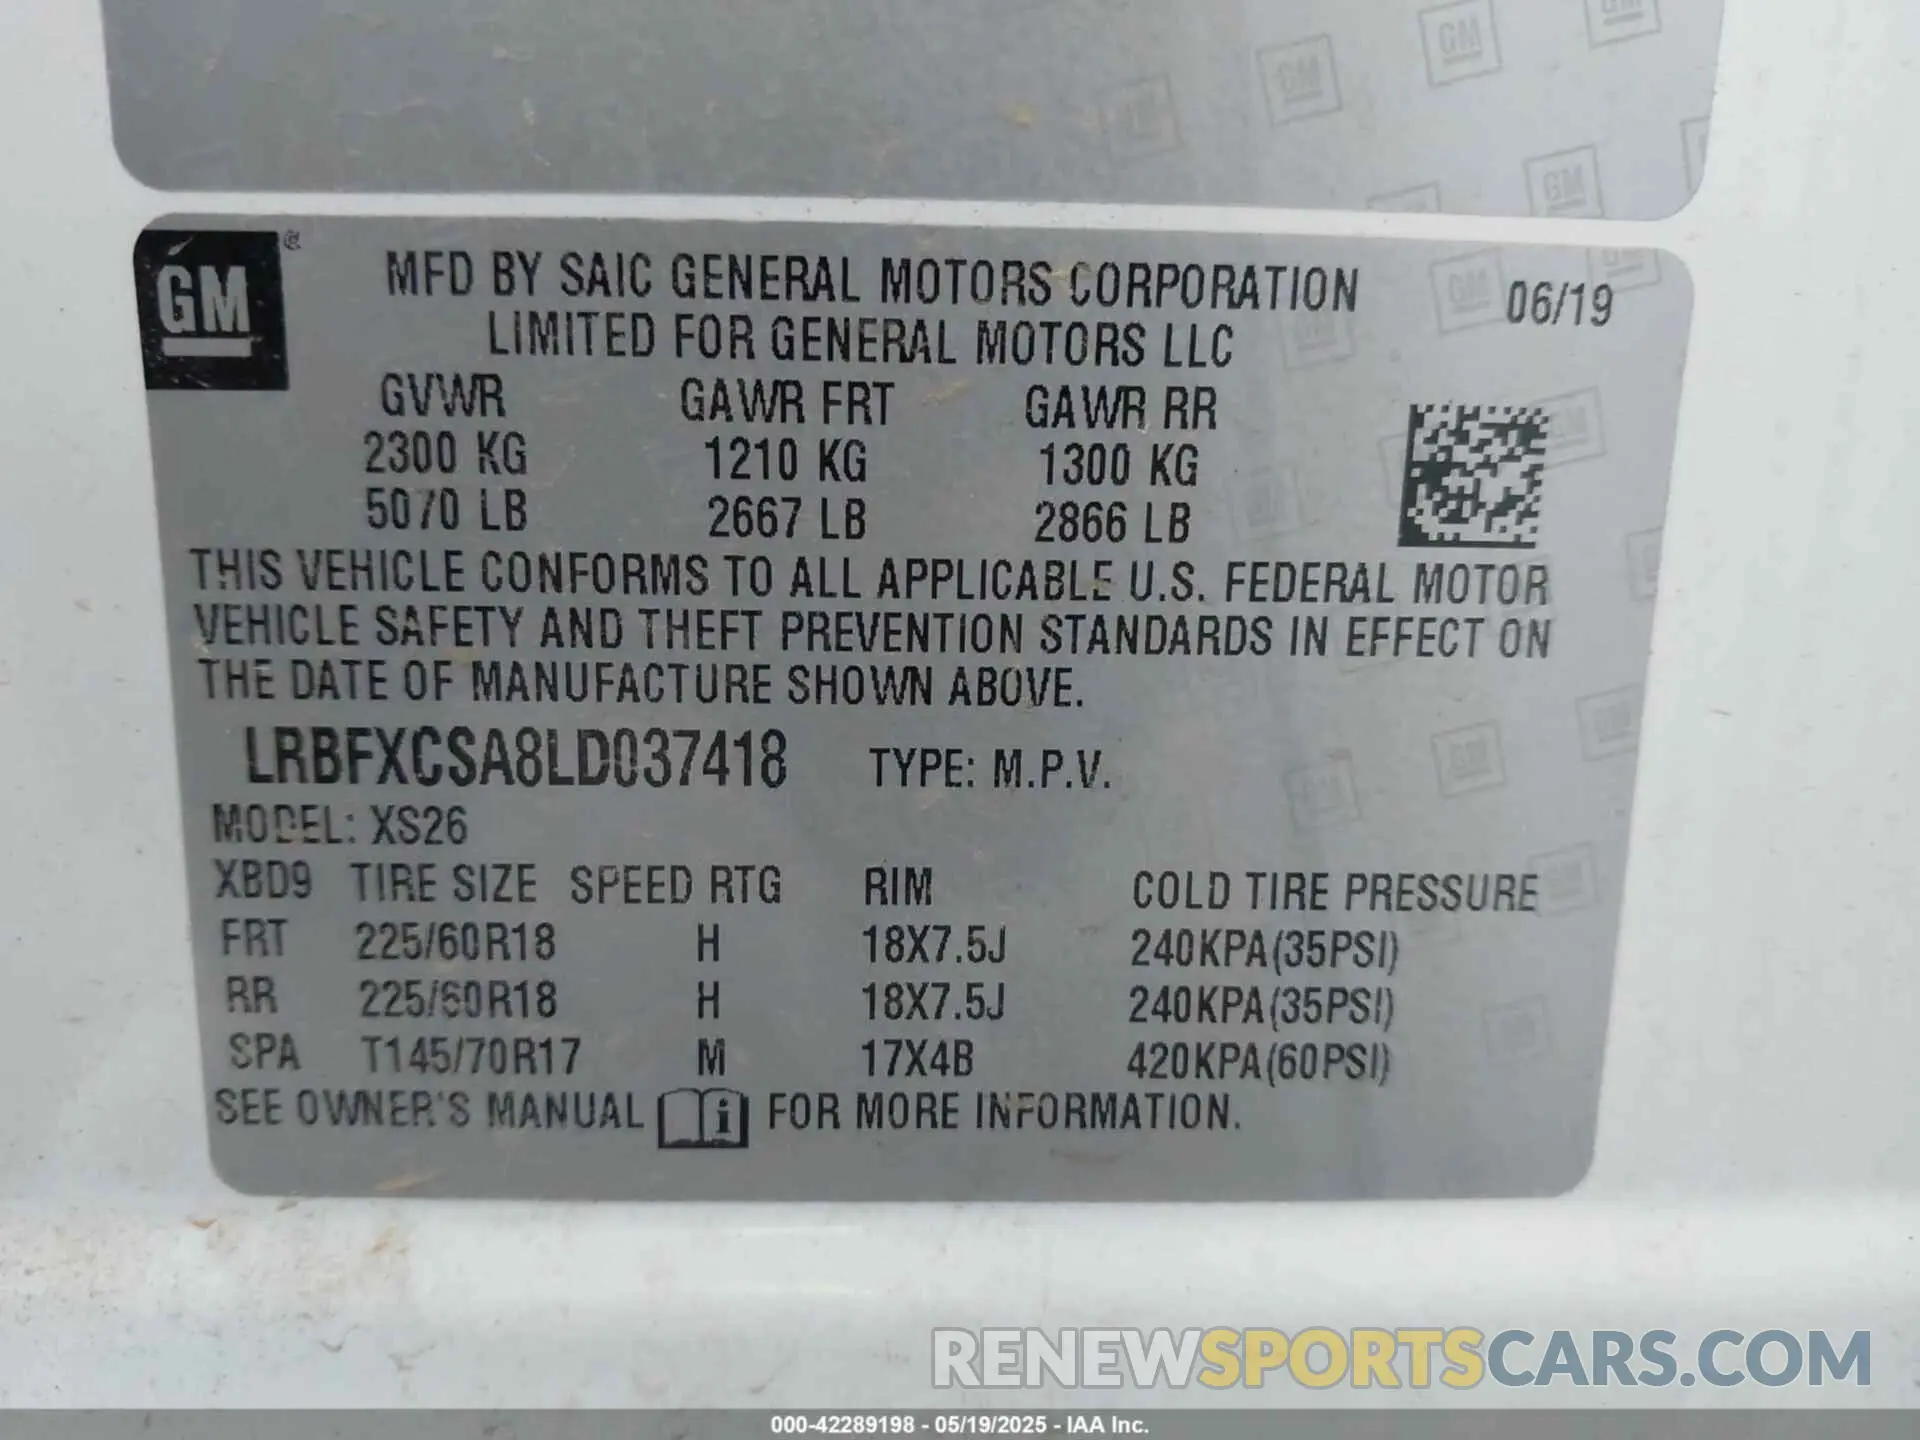 GM
MFD BY SAIC GENERAL MOTORS CORPORATION 06/19
LIMITED FOR GENERAL MOTORS LLC
GVWR GAWR FRT GAWR RR
2300 KG 1210 KG 1300 KG
5070 LB 2667 LB 2866 LB
THIS VEHICLE CONFORMS TO ALL APPLICABLE U.S. FEDERAL MOTOR
VEHICLE SAFETY AND THEFT PREVENTION STANDARDS IN EFFECT ON
THE DATE OF MANUFACTURE SHOWN ABOVE.
LRBFXCSA8LD037418 TYPE: M.P.V.
MODEL: XS26
XBD9 TIRE SIZE SPEED RTG RIM COLD TIRE PRESSURE
FRT 225/60R18 H 18X7.5J 240KPA(35PSI)
RR 225/60R18 H 18X7.5J 240KPA(35PSI)
SPA T145/70R17 M 17X4B 420KPA(60PSI)
SEE OWNER'S MANUAL i FOR MORE INFORMATION.
RENEWSPORTSCARS.COM
000-42289198 - 05/19/2025 - IAA Inc.